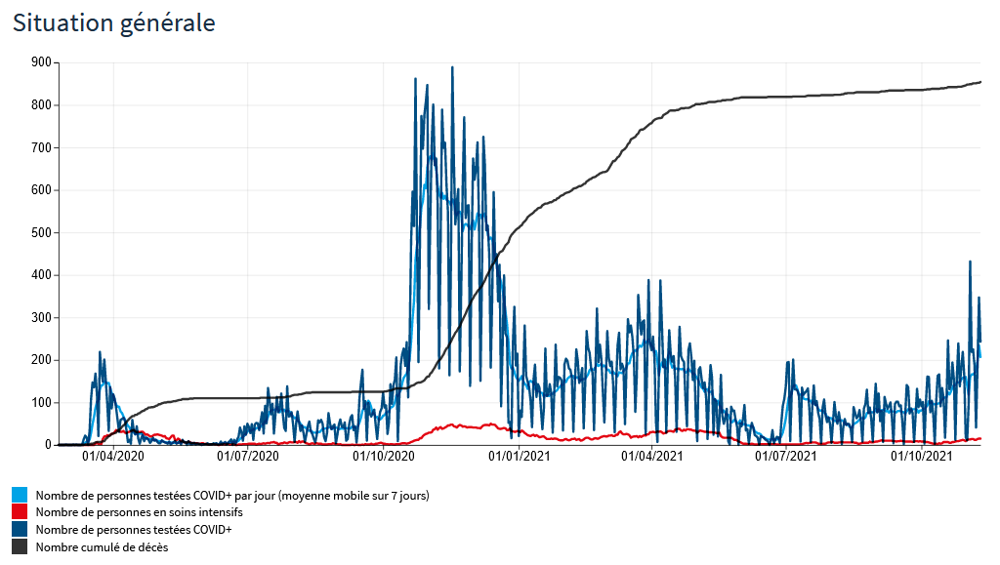 Situation générale
900
800
700
600
500
400
300
200
100
0
01/04/2020 01/07/2020 01/10/2020 01/01/2021 01/04/2021 01/07/2021 01/10/2021
Nombre de personnes testées COVID+ par jour (moyenne mobile sur 7 jours)
Nombre de personnes en soins intensifs
Nombre de personnes testées COVID+
Nombre cumulé de décès